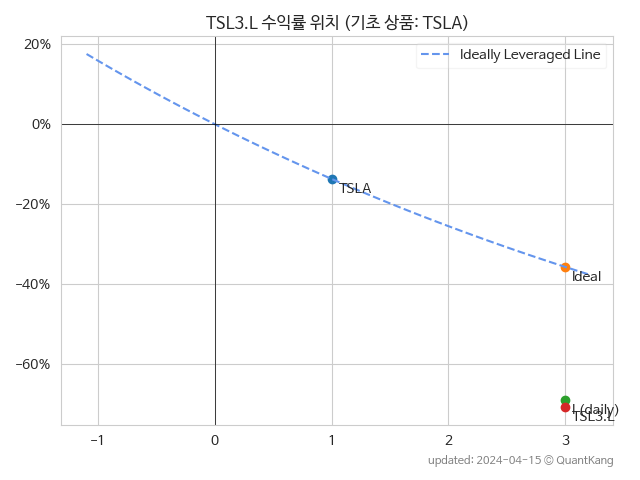 TSL3.L 수익률 위치 (기초 상품: TSLA)
20%
0%
−20%
−40%
−60%
Ideally Leveraged Line
TSLA
Ideal
(daily)
TSL3.L
−1
0
1
2
3
updated: 2024-04-15 © QuantKang